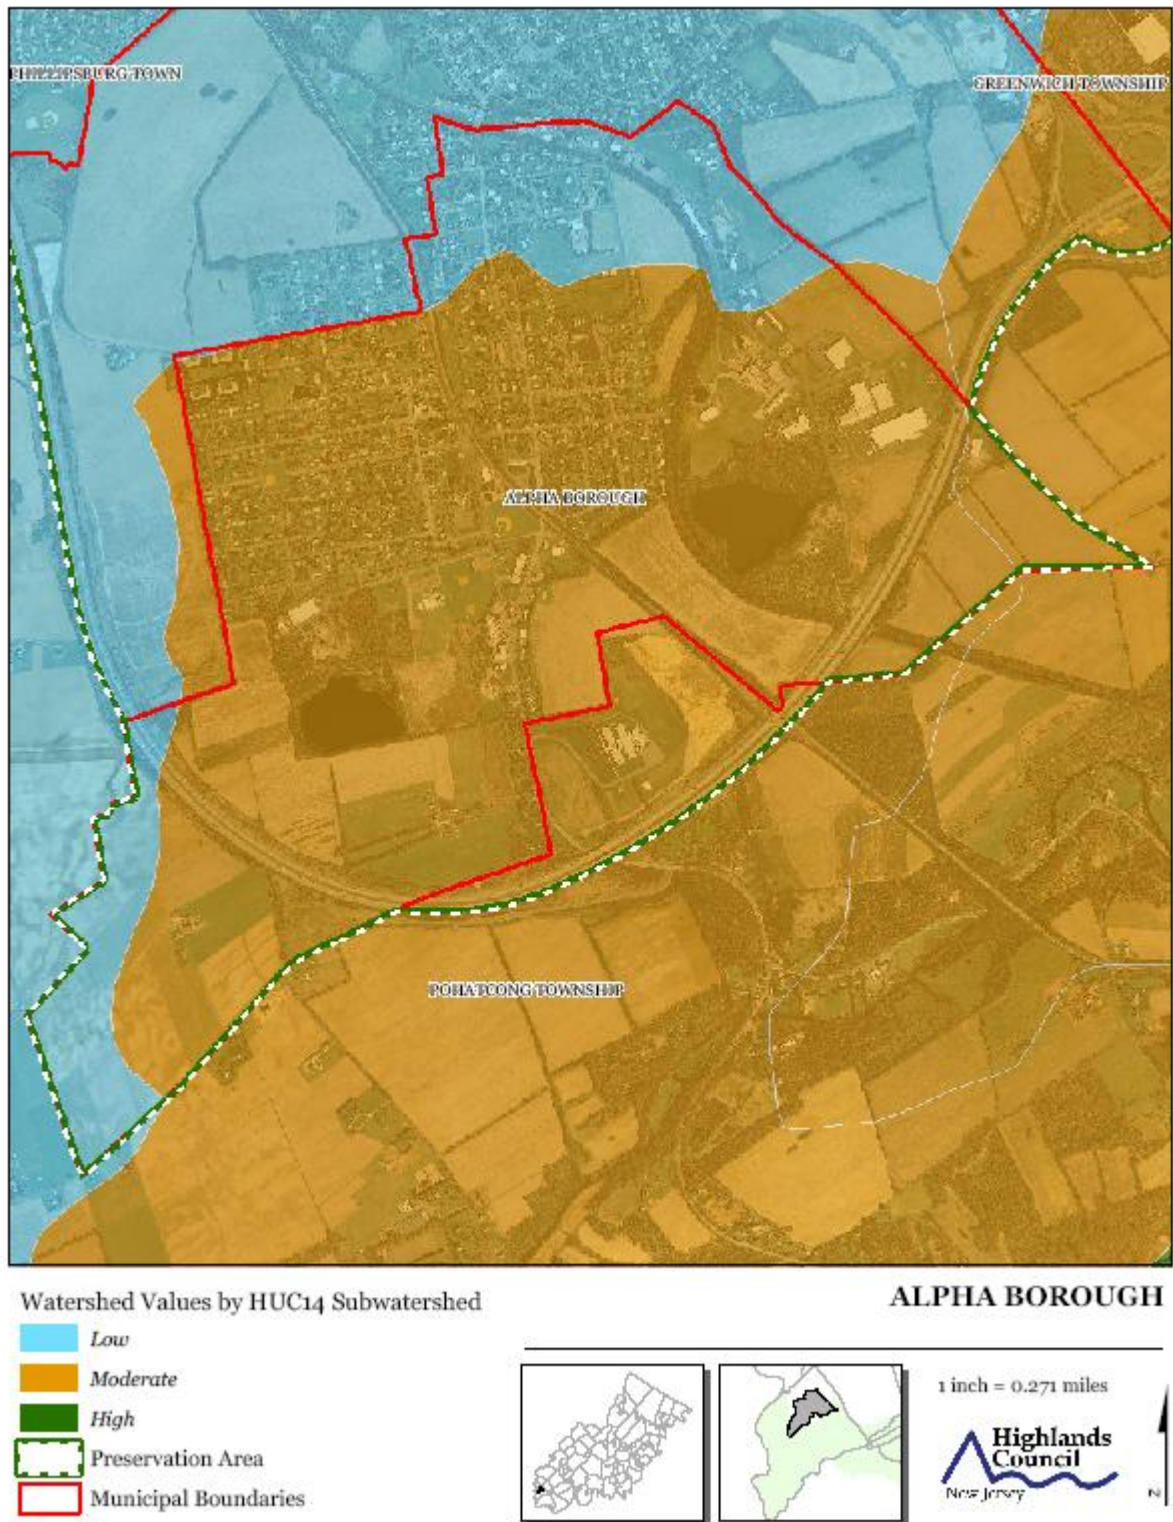 PHILLIPSBURG TOWN
GREENWICH TOWNSHIP
ALPHA BOROUGH
POHATCONG TOWNSHIP
Watershed Values by HUC14 Subwatershed
Low
Moderate
High
Preservation Area
Municipal Boundaries
ALPHA BOROUGH
1 inch = 0.271 miles
Highlands
Council
New Jersey
N